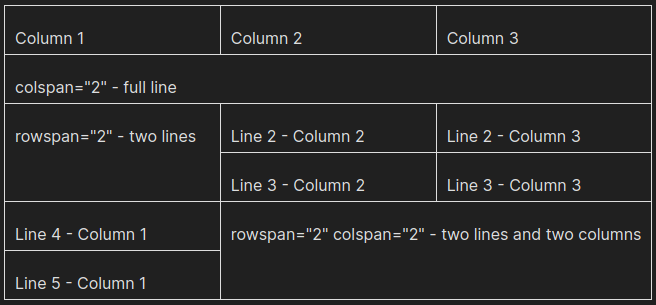 Column 1 Column 2 Column 3
colspan="2" - full line
rowspan="2" - two lines Line 2 - Column 2 Line 2 - Column 3
Line 3 - Column 2 Line 3 - Column 3
Line 4 - Column 1 rowspan="2" colspan="2" - two lines and two columns
Line 5 - Column 1